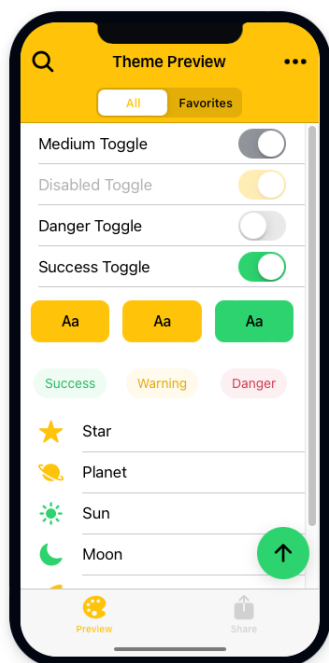 Theme Preview
All Favorites
Medium Toggle
Disabled Toggle
Danger Toggle
Success Toggle
Aa Aa Aa
Success Warning Danger
Star
Planet
Sun
Moon
Preview Share